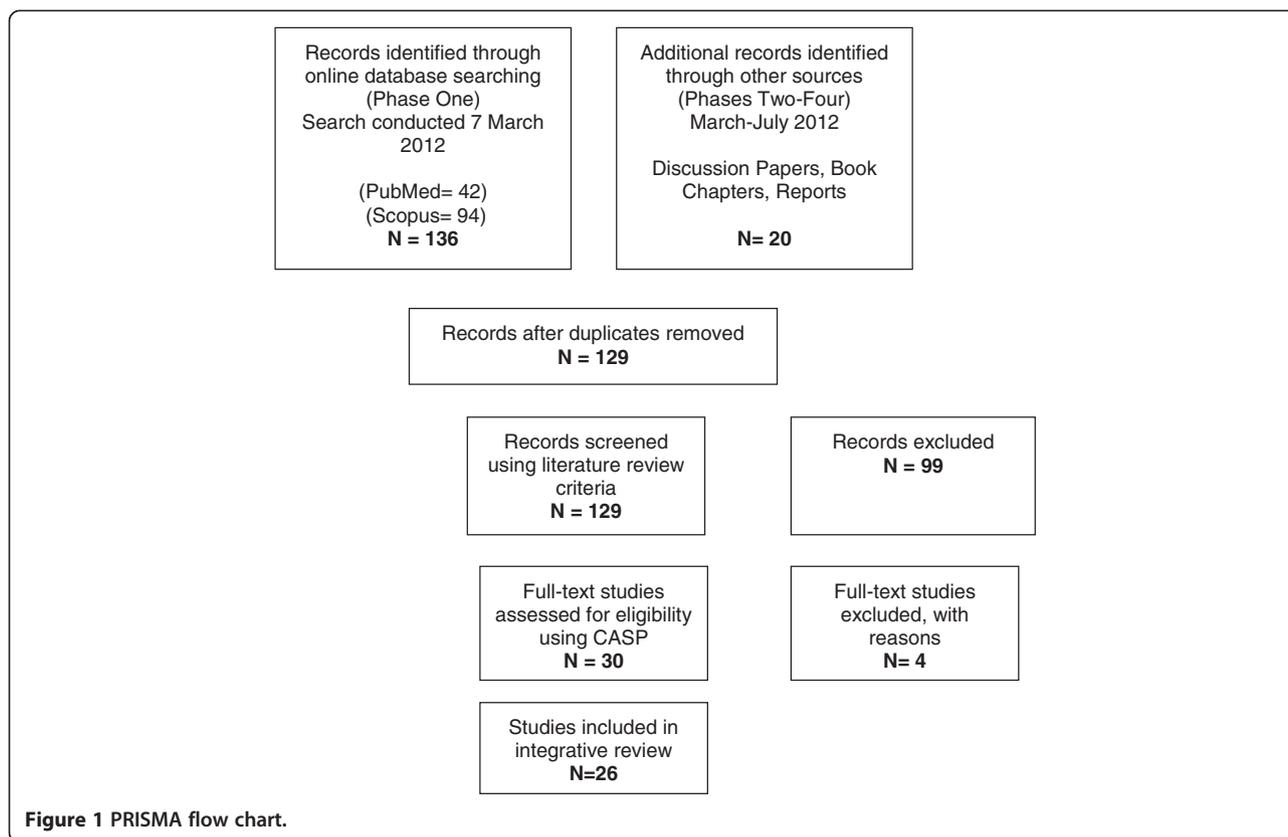 Records identified through
online database searching
(Phase One)
Search conducted 7 March
2012
(PubMed= 42)
(Scopus= 94)
N = 136
Additional records identified
through other sources
(Phases Two-Four)
March-July 2012
Discussion Papers, Book
Chapters, Reports
N= 20
Records after duplicates removed
N = 129
Records screened
using literature review
criteria
N = 129
Records excluded
N = 99
Full-text studies
assessed for eligibility
using CASP
N = 30
Full-text studies
excluded, with
reasons
N= 4
Studies included in
integrative review
N=26
Figure 1 PRISMA flow chart.